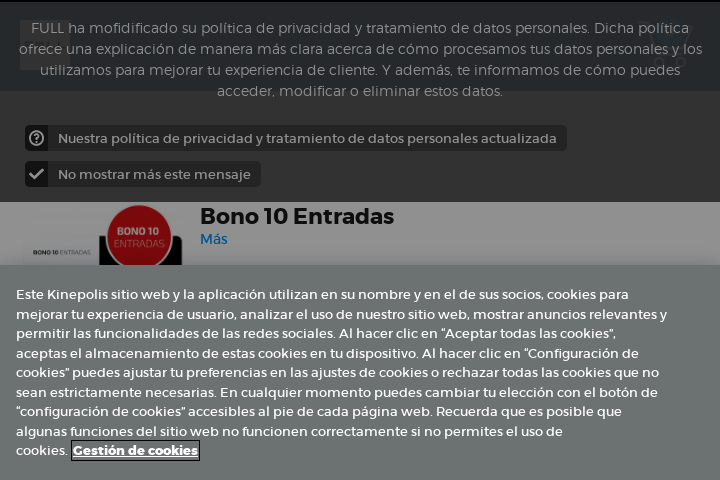 FULL ha mofidificado su política de privacidad y tratamiento de datos personales. Dicha política
ofrece una explicación de manera más clara acerca de cómo procesamos tus datos personales y los
utilizamos para mejorar tu experiencia de cliente. Y además, te informamos de cómo puedes
acceder, modificar o eliminar estos datos.
Nuestra política de privacidad y tratamiento de datos personales actualizada
No mostrar más este mensaje
BONO 10
ENTRADAS
BONO 10 ENTRADAS
Bono 10 Entradas
Más
Este Kinepolis sitio web y la aplicación utilizan en su nombre y en el de sus socios, cookies para
mejorar tu experiencia de usuario, analizar el uso de nuestro sitio web, mostrar anuncios relevantes y
permitir las funcionalidades de las redes sociales. Al hacer clic en “Aceptar todas las cookies”,
aceptas el almacenamiento de estas cookies en tu dispositivo. Al hacer clic en “Configuración de
cookies” puedes ajustar tu preferencias en las ajustes de cookies o rechazar todas las cookies que no
sean estrictamente necesarias. En cualquier momento puedes cambiar tu elección con el botón de
“configuración de cookies” accesibles al pie de cada página web. Recuerda que es posible que
algunas funciones del sitio web no funcionen correctamente si no permites el uso de
cookies. Gestión de cookies